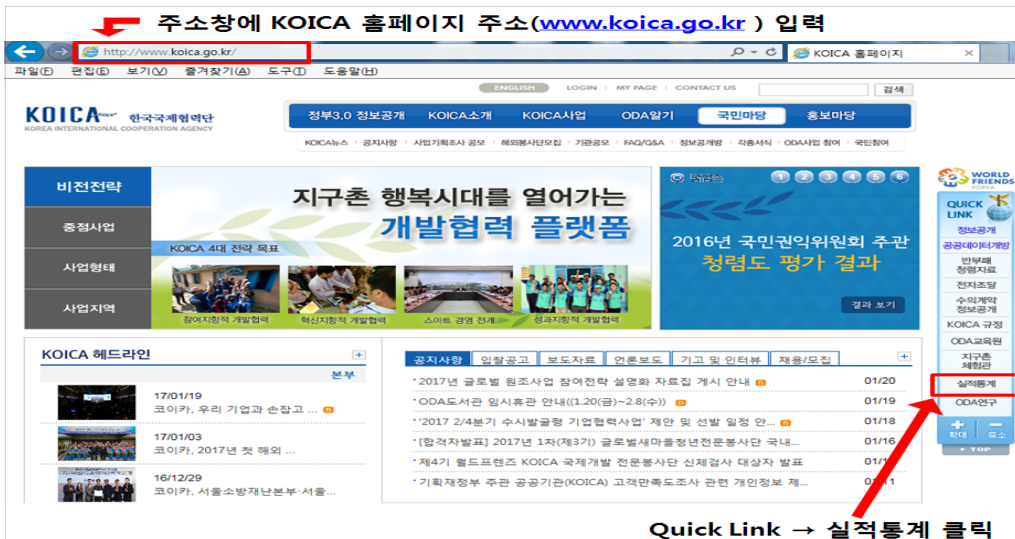 주소창에 KOICA 홈페이지 주소(www.koica.go.kr ) 입력
http://www.koica.go.kr/
KOICA 홈페이지
파일(F) 편집(E) 보기(V) 즐겨찾기(A) 도구(T) 도움말(H)
ENGLISH LOGIN MY PAGE CONTACT US 검색
KOICA 한국국제협력단
KOREA INTERNATIONAL COOPERATION AGENCY
정부3.0 정보공개 KOICA소개 KOICA사업 ODA알기 국민마당 홍보마당
KOICA뉴스 공지사항 사업기획조사 공모 해외봉사단모집 기관공모 FAQ/Q&A 정보공개방 각종서식 ODA사업 참여 국민참여
비전전략
중점사업
사업형태
사업지역
지구촌 행복시대를 열어가는
개발협력 플랫폼
KOICA 4대 전략 목표
참여지향적 개발협력 혁신지향적 개발협력 스마트 경영 전개 성과지향적 개발협력
1 2 3 4 5 6
2016년 국민권익위원회 주관
청렴도 평가 결과
결과 보기
WORLD
FRIENDS
KOREA
QUICK
LINK
정보공개
공공데이터개방
반부패
청렴자료
전자조달
수의계약
정보공개
KOICA 규정
ODA교육원
지구촌
체험관
실적통계
ODA연구
확대 축소
TOP
KOICA 헤드라인
본부
17/01/19
코이카, 우리 기업과 손잡고 ...
17/01/03
코이카, 2017년 첫 해외 ...
16/12/29
코이카, 서울소방재난본부·서울...
공지사항 입찰공고 보도자료 언론보도 기고 및 인터뷰 채용/모집
2017년 글로벌 원조사업 참여전략 설명화 자료집 게시 안내 01/20
ODA도서관 임시휴관 안내((1.20(금)~2.8(수)) 01/19
'2017 2/4분기 수시발굴형 기업협력사업' 제안 및 선발 일정 안... 01/18
[합격자발표] 2017년 1차(제3기) 글로벌새마을청년전문봉사단 국내... 01/16
제4기 월드프렌즈 KOICA 국제개발 전문봉사단 신체검사 대상자 발표
기획재정부 주관 공공기관(KOICA) 고객만족도조사 관련 개인정보 제...
Quick Link → 실적통계 클릭